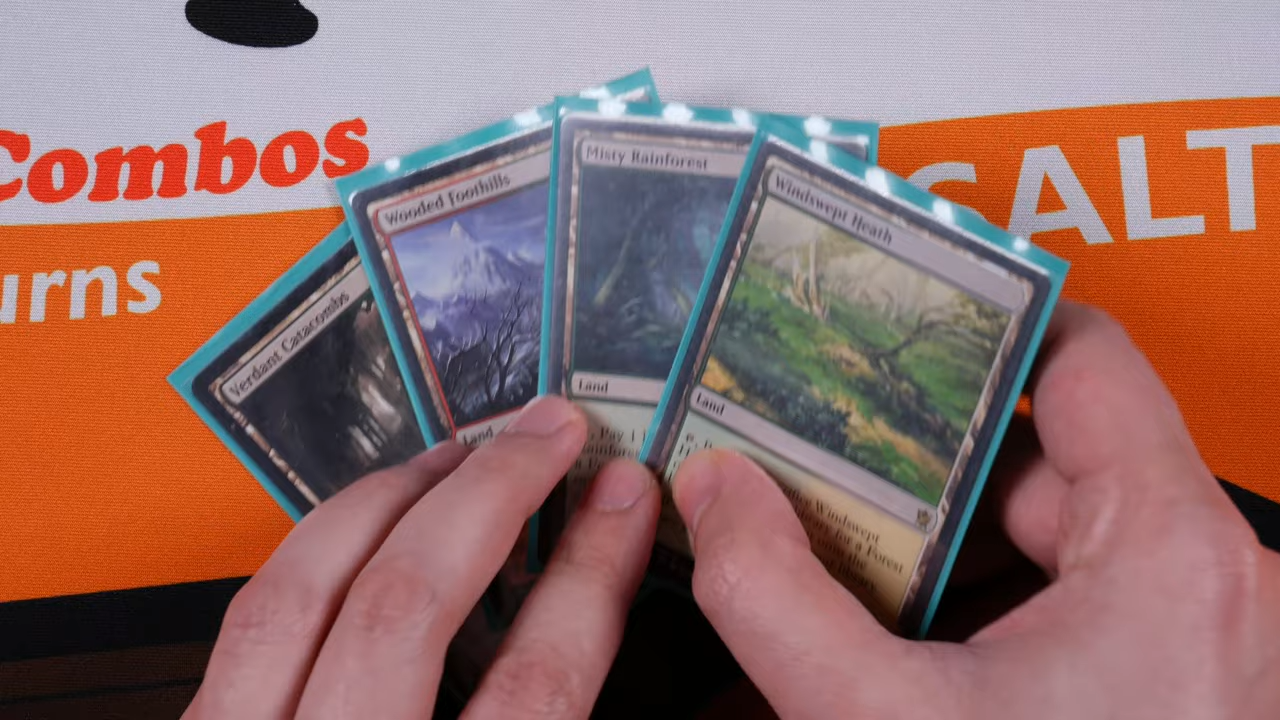 Combos
urns
SALT
Verdant Catacombs
Wooded Foothills
Land
Misty Rainforest
Land
, Pay 1
Windswept Heath
Land
Windswept
for a Forest